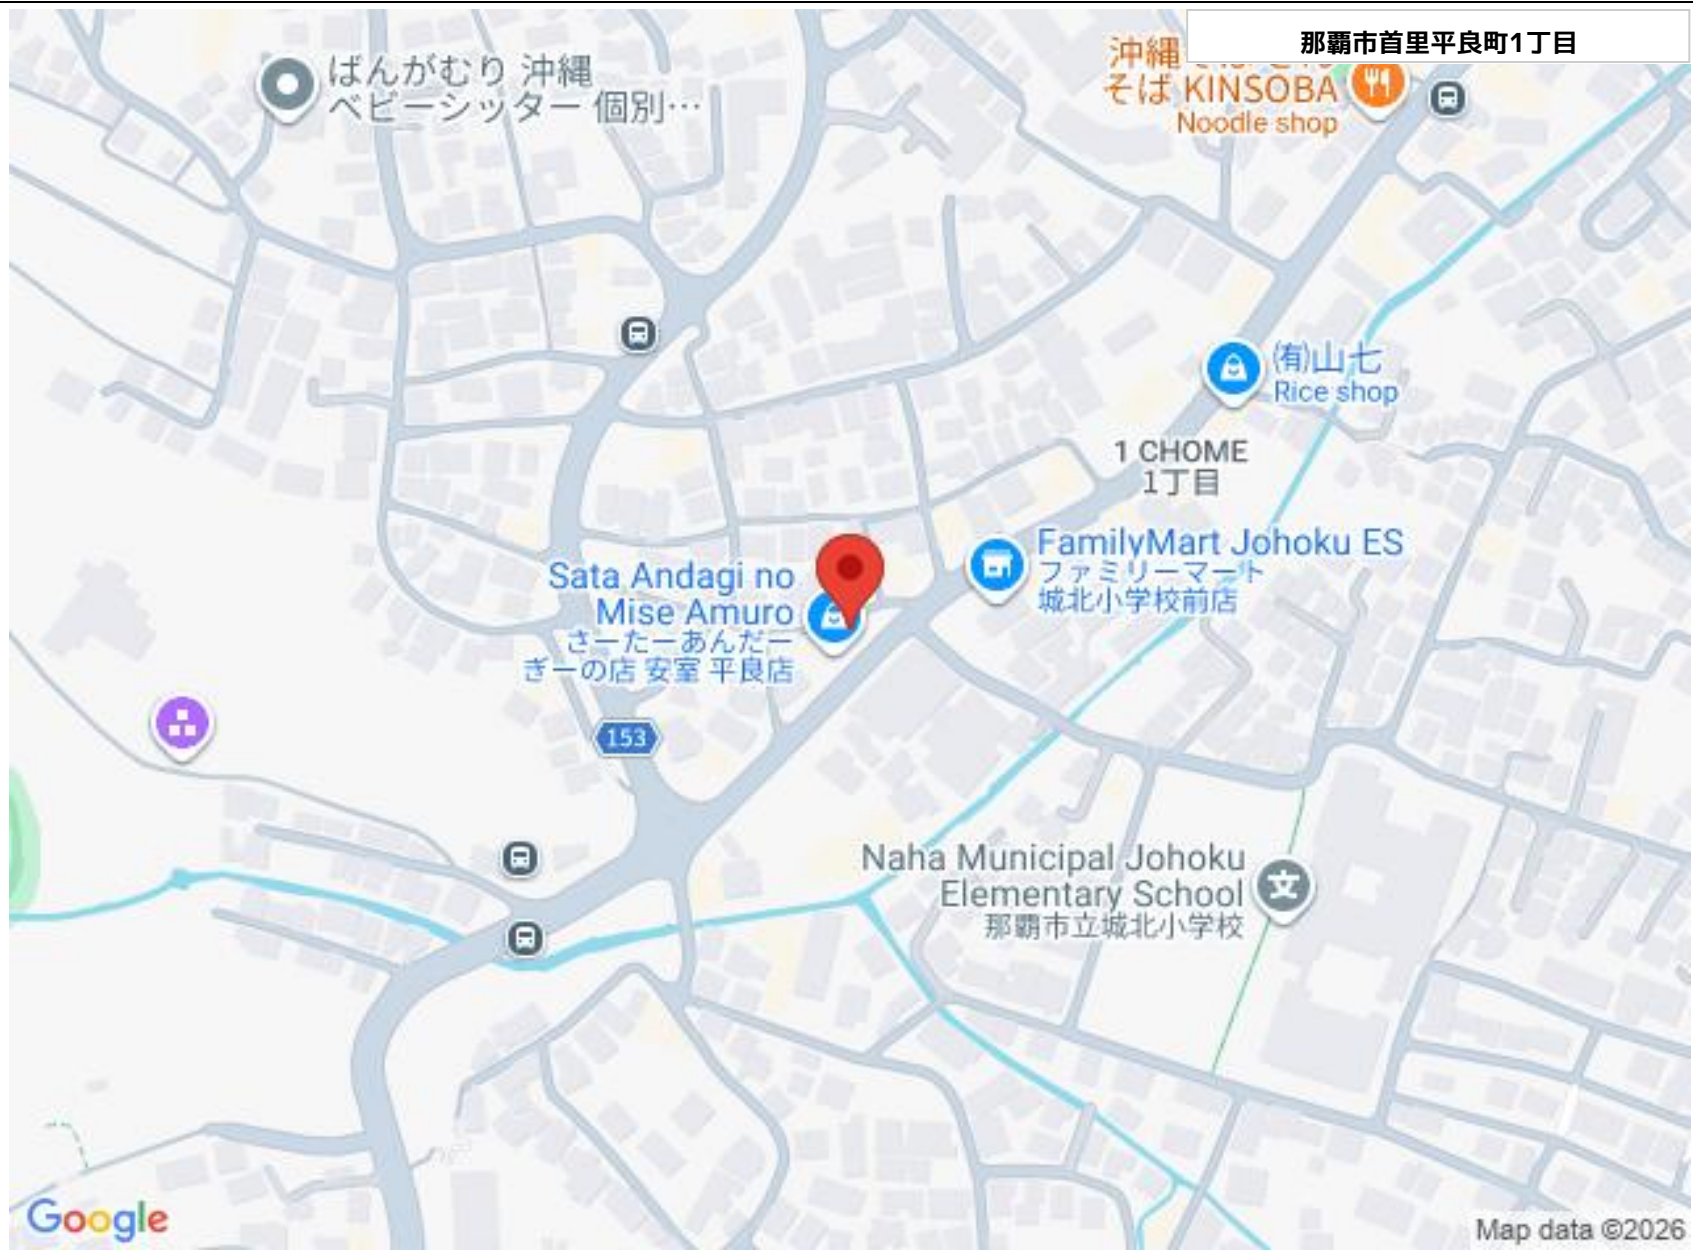 那覇市首里平良町1丁目
ばんがむり 沖縄
ベビーシッター 個別…
沖縄
そば KINSOBA
Noodle shop
㈲山七
Rice shop
1 CHOME
1丁目
FamilyMart Johoku ES
ファミリーマート
城北小学校前店
Sata Andagi no
Mise Amuro
さーたーあんだー
ぎーの店 安室 平良店
153
Naha Municipal Johoku
Elementary School
那覇市立城北小学校
文
Google
Map data ©2026